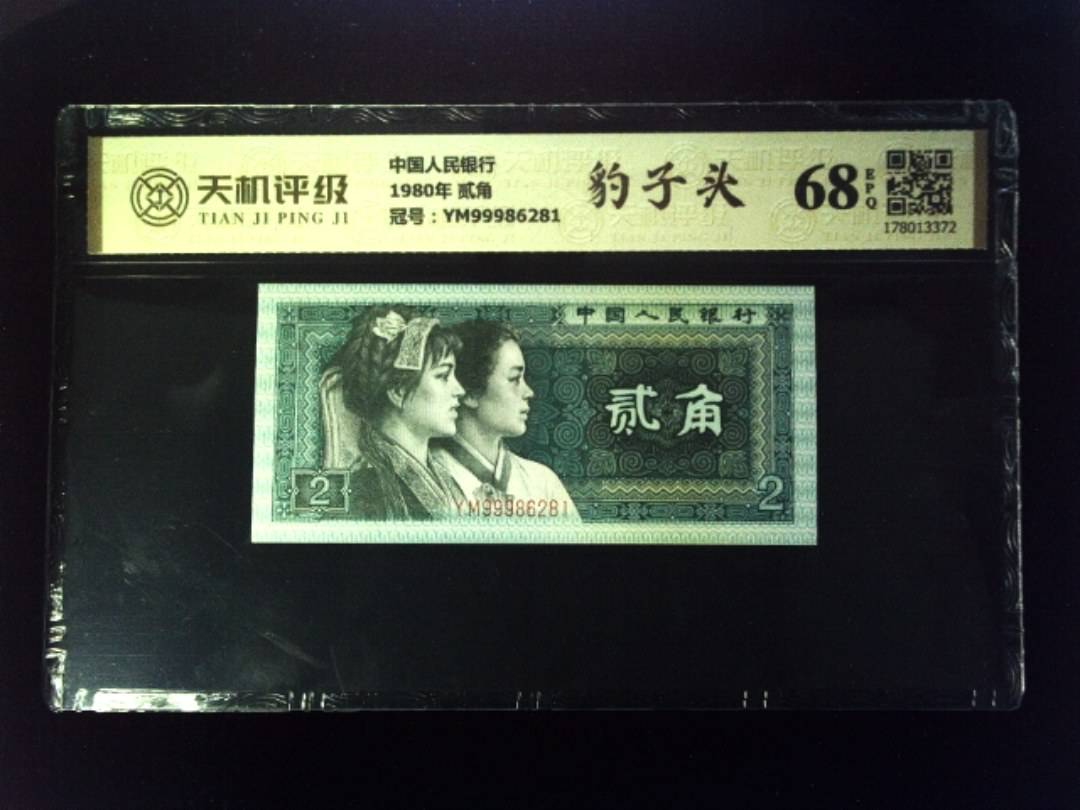 天机评级
TIAN JI PING JI
中国人民银行
1980年 贰角
冠号：YM99986281
豹子头
68
EPQ
178013372
中国人民银行
贰角
2
YM99986281
2